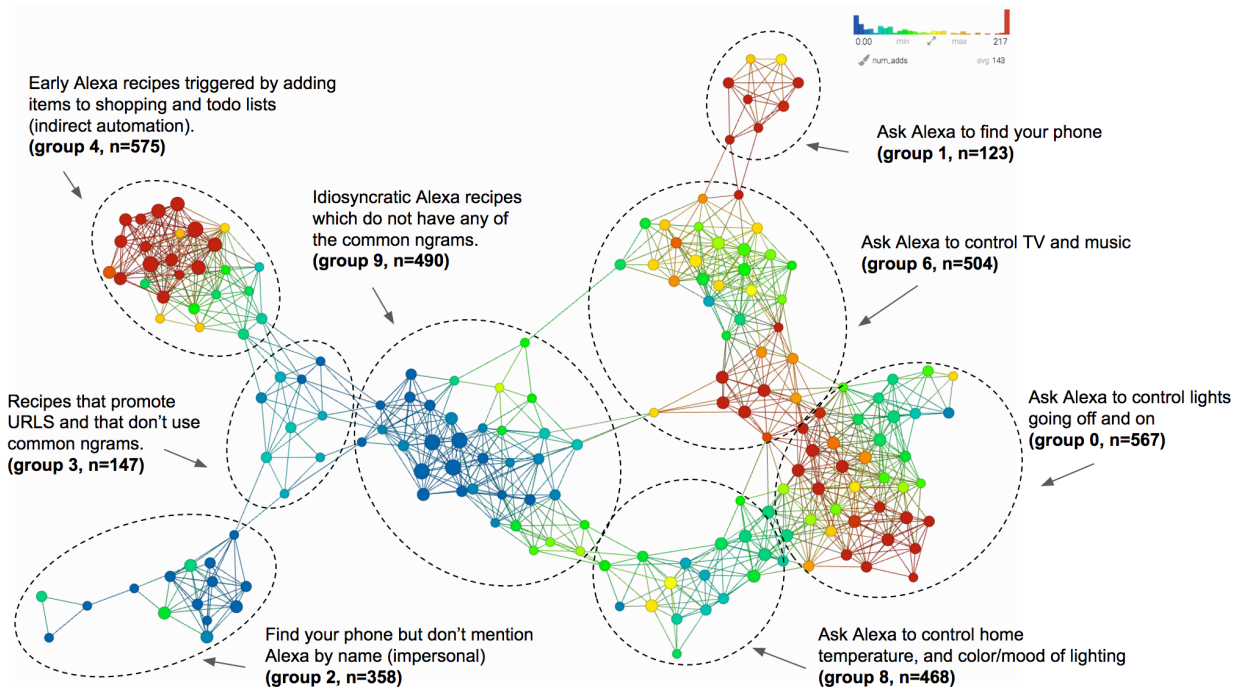 0.00 min max 217
num_adds avg 143
Early Alexa recipes triggered by adding
items to shopping and todo lists
(indirect automation).
(group 4, n=575)
Ask Alexa to find your phone
(group 1, n=123)
Idiosyncratic Alexa recipes
which do not have any of
the common ngrams.
(group 9, n=490)
Ask Alexa to control TV and music
(group 6, n=504)
Recipes that promote
URLS and that don't use
common ngrams.
(group 3, n=147)
Ask Alexa to control lights
going off and on
(group 0, n=567)
Find your phone but don't mention
Alexa by name (impersonal)
(group 2, n=358)
Ask Alexa to control home
temperature, and color/mood of lighting
(group 8, n=468)